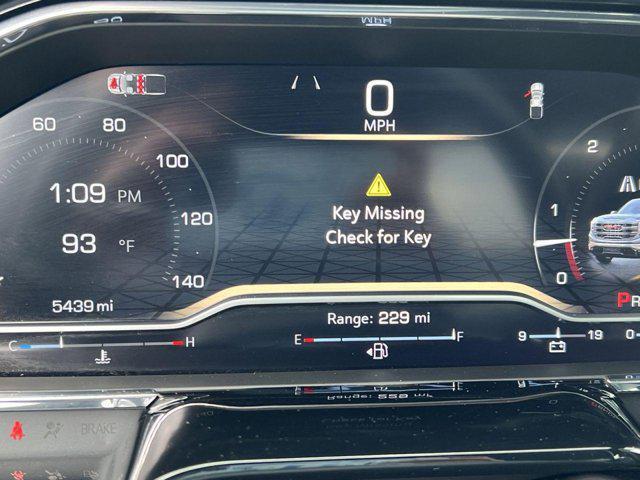 0
MPH
60 80
100
120
140
1:09 PM
93 °F
5439 mi
Key Missing
Check for Key
2
1
0
P R
Range: 229 mi
C H
E F
9 19
0
BRAKE